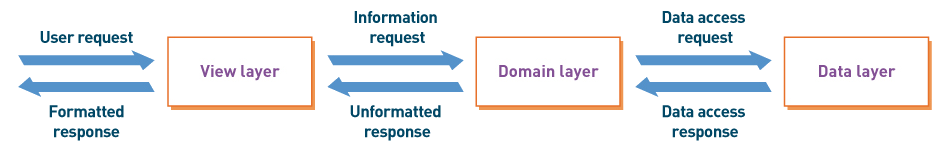 User request
Formatted
response
View layer
Information
request
Unformatted
response
Domain layer
Data access
request
Data access
response
Data layer